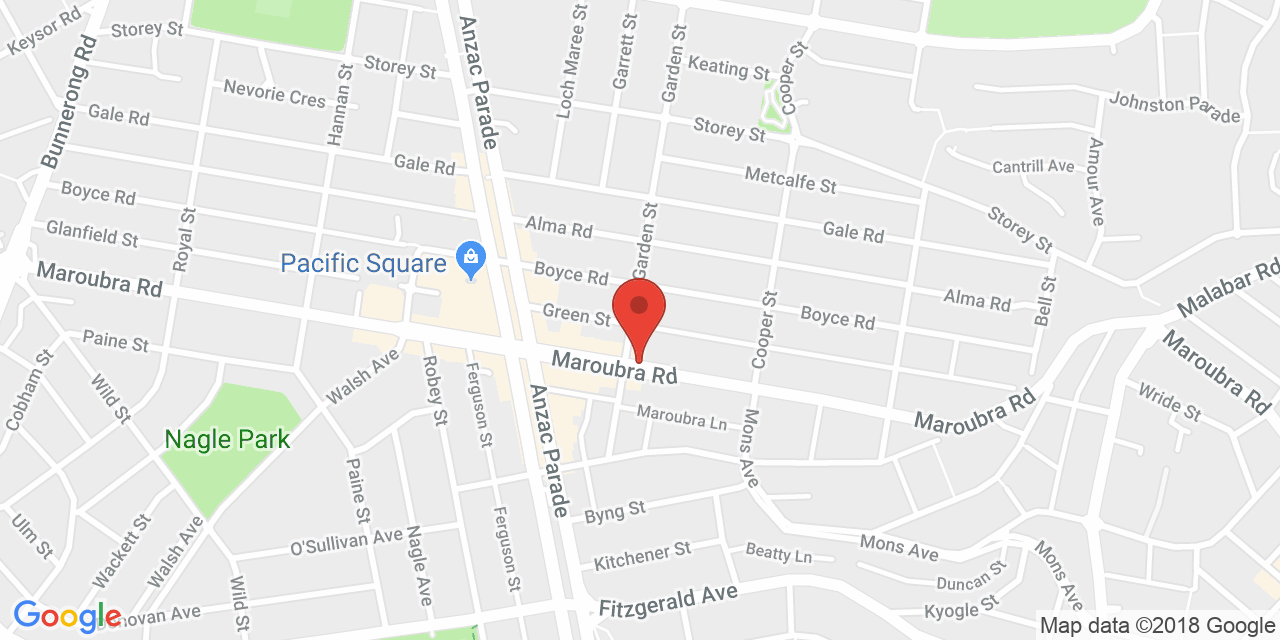 Keysor Rd
Storey St
Bunnerong Rd
Nevorie Cres
Storey St
Hannan St
Anzac Parade
Loch Maree St
Garrett St
Garden St
Keating St
Cooper St
Johnston Parade
Gale Rd
Gale Rd
Storey St
Metcalfe St
Cantrill Ave
Amour Ave
Boyce Rd
Glanfield St
Royal St
Alma Rd
Garden St
Gale Rd
Storey St
Maroubra Rd
Pacific Square
Boyce Rd
Green St
Cooper St
Boyce Rd
Alma Rd
Bell St
Malabar Rd
Paine St
Cobham St
Wild St
Walsh Ave
Robey St
Ferguson St
Maroubra Rd
Anzac Parade
Maroubra Ln
Mons Ave
Maroubra Rd
Maroubra Rd
Wride St
Nagle Park
Paine St
Ulm St
Wackett St
Walsh Ave
O'Sullivan Ave
Nagle Ave
Ferguson St
Byng St
Kitchener St
Beatty Ln
Mons Ave
Duncan St
Mons Ave
Kyogle St
Wild St
Donovan Ave
Fitzgerald Ave
Google
Map data ©2018 Google